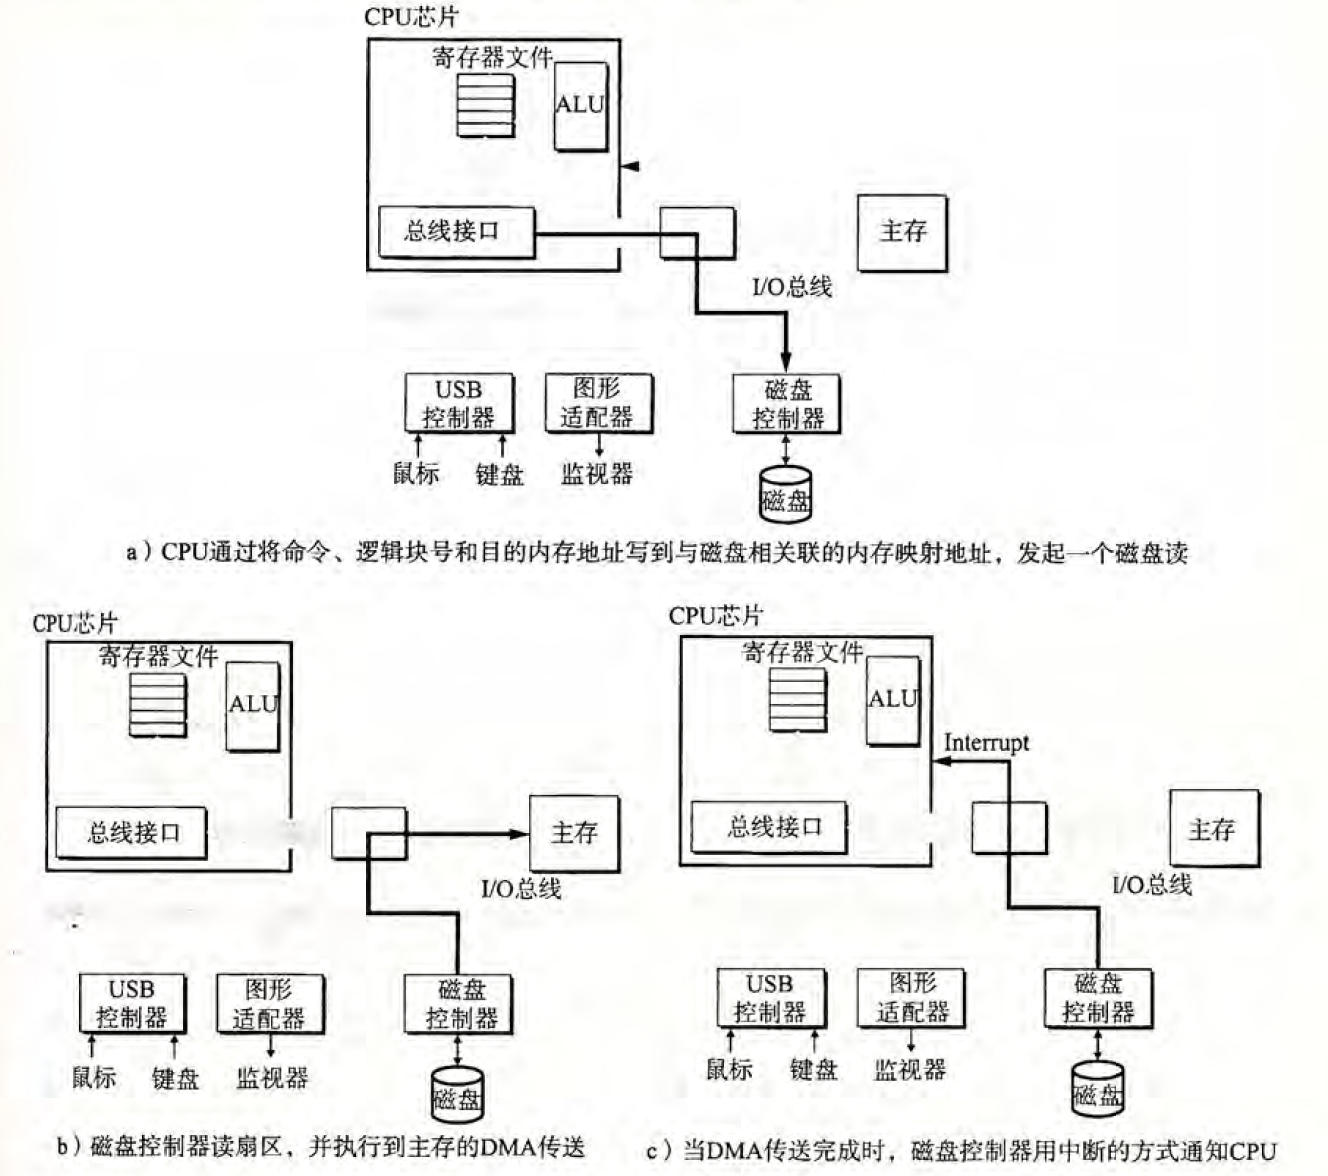 CPU芯片
寄存器文件
ALU
总线接口
主存
I/O总线
USB
控制器
图形
适配器
磁盘
控制器
鼠标
键盘
监视器
磁盘
a）CPU通过将命令、逻辑块号和目的内存地址写到与磁盘相关联的内存映射地址，发起一个磁盘读
CPU芯片
寄存器文件
ALU
总线接口
主存
I/O总线
USB
控制器
图形
适配器
磁盘
控制器
鼠标
键盘
监视器
磁盘
b）磁盘控制器读扇区，并执行到主存的DMA传送
CPU芯片
寄存器文件
ALU
Interrupt
总线接口
主存
I/O总线
USB
控制器
图形
适配器
磁盘
控制器
鼠标
键盘
监视器
磁盘
c）当DMA传送完成时，磁盘控制器用中断的方式通知CPU